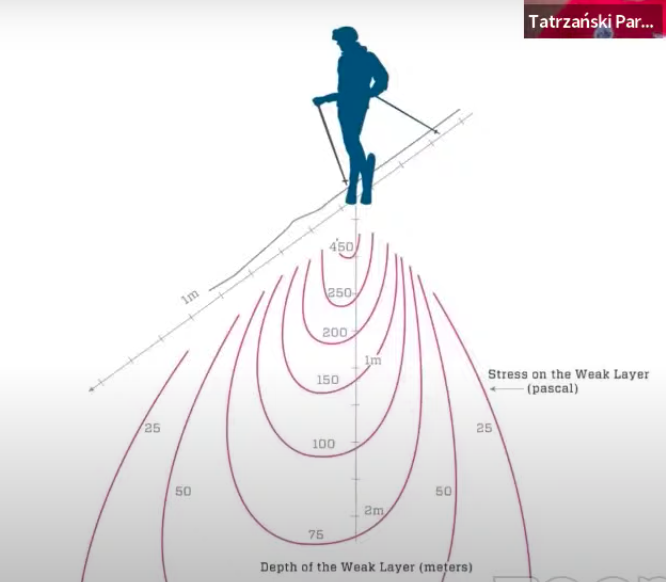 Tatrzański Par...
450
1m
250
200
1m
150
Stress on the Weak Layer
(pascal)
25
25
100
50
50
2m
75
Depth of the Weak Layer (meters)